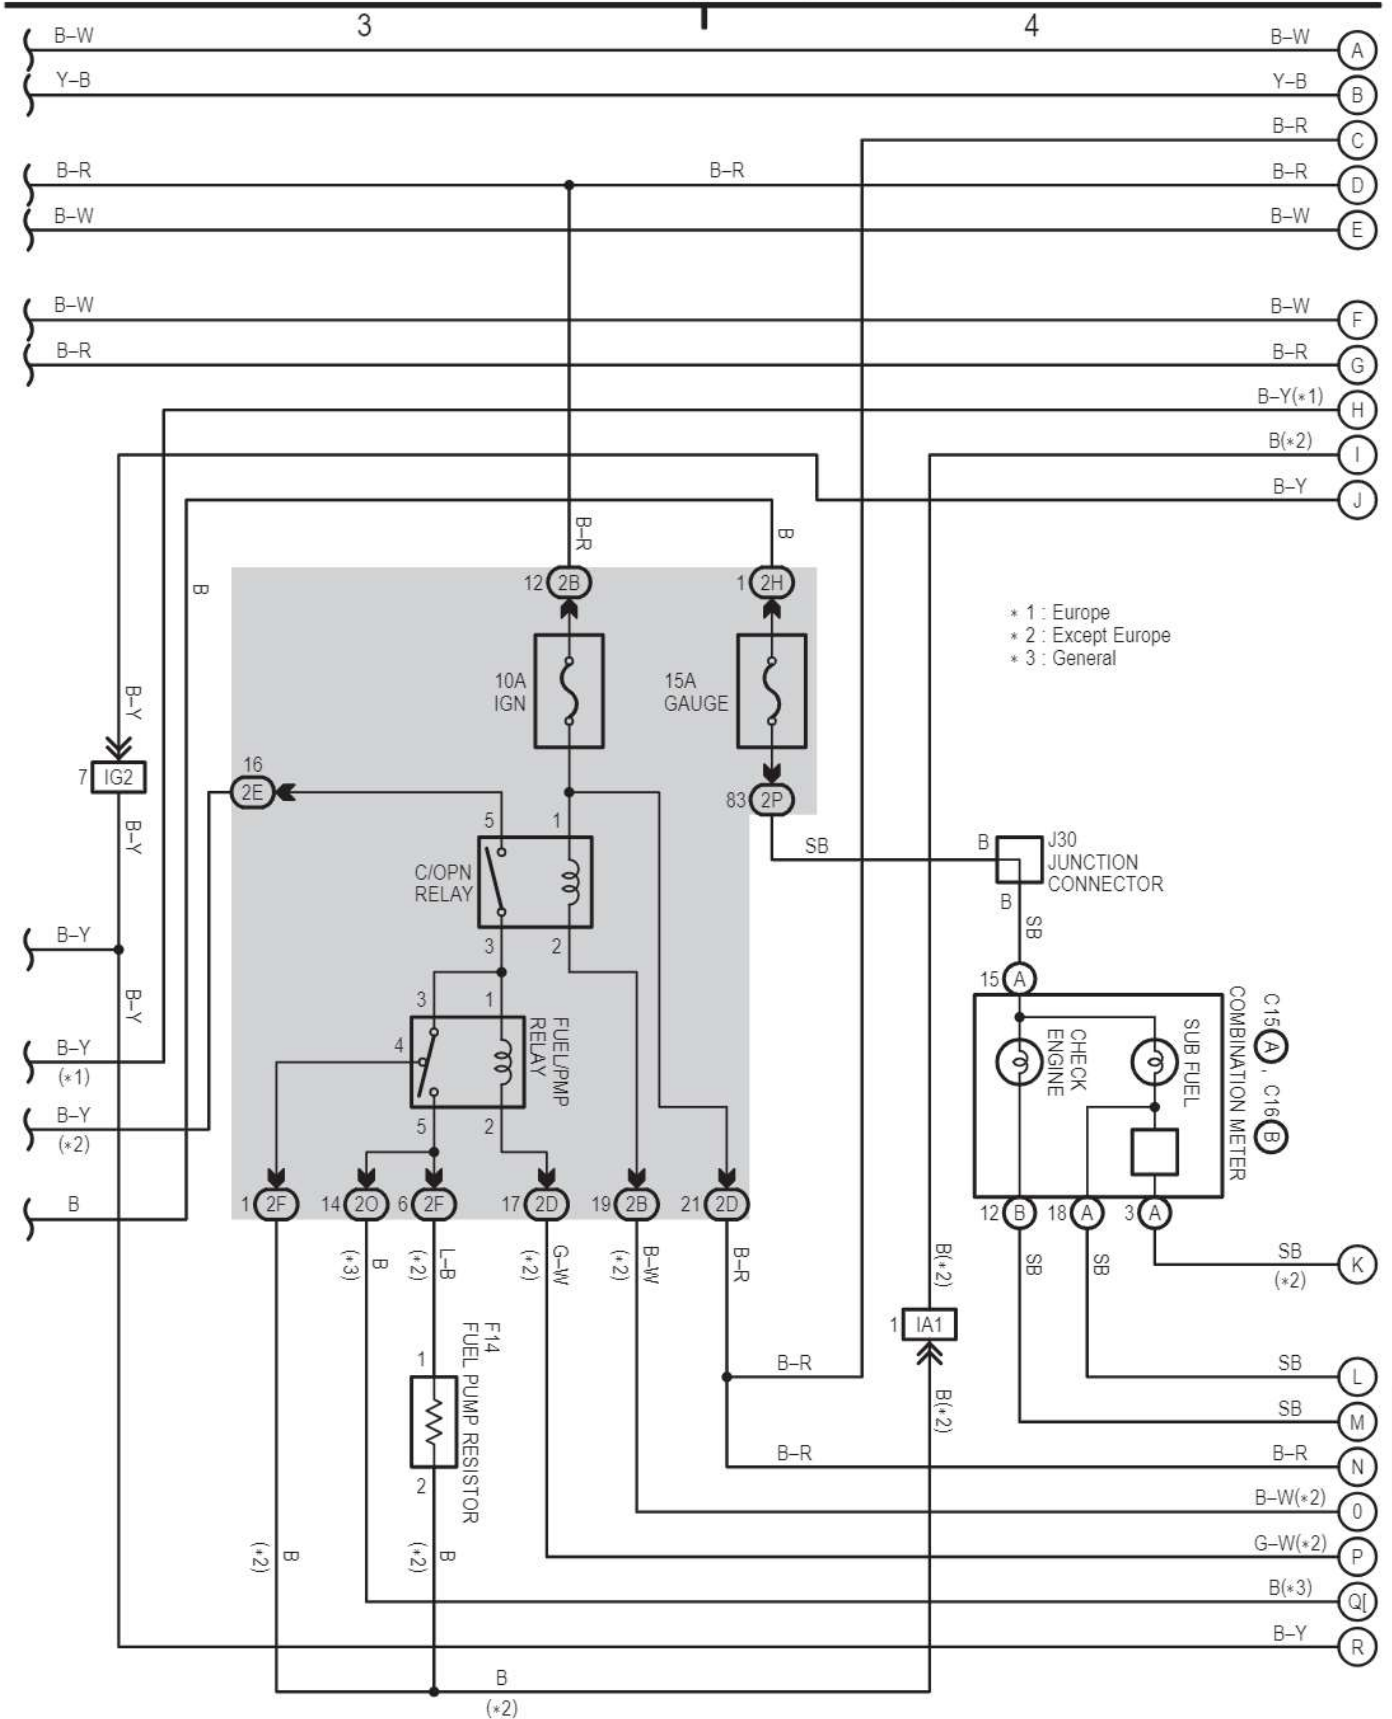 3
4
B–W
B–W
A
Y–B
Y–B
B
B–R
C
B–R
B–R
B–R
D
B–W
B–W
E
B–W
B–W
F
B–R
B–R
G
B–Y(*1)
H
B(*2)
I
B–Y
J
B–R
B
B
12
2B
1
2H
* 1 : Europe
* 2 : Except Europe
* 3 : General
10A
IGN
15A
GAUGE
B–Y
7
IG2
16
2E
83
2P
B–Y
5
1
SB
B
J30
JUNCTION
CONNECTOR
C/OPN
RELAY
B
SB
B–Y
3
2
15
A
B–Y
3
1
4
FUEL/PMP
RELAY
CHECK
ENGINE
SUB FUEL
C15 A , C16 B
COMBINATION METER
B–Y
(*1)
B–Y
(*2)
5
2
B
1
2F
14
2O
6
2F
17
2D
19
2B
21
2D
12
B
18
A
3
A
B
(*3)
L–B
(*2)
G–W
(*2)
B–W
(*2)
B–R
B(*2)
SB
SB
SB
(*2)
K
1
IA1
F14
FUEL PUMP RESISTOR
1
B–R
SB
L
B(*2)
SB
M
2
B–R
B–R
N
B–W(*2)
0
B
(*2)
B
(*2)
G–W(*2)
P
B(*3)
Q[
B–Y
R
B
(*2)